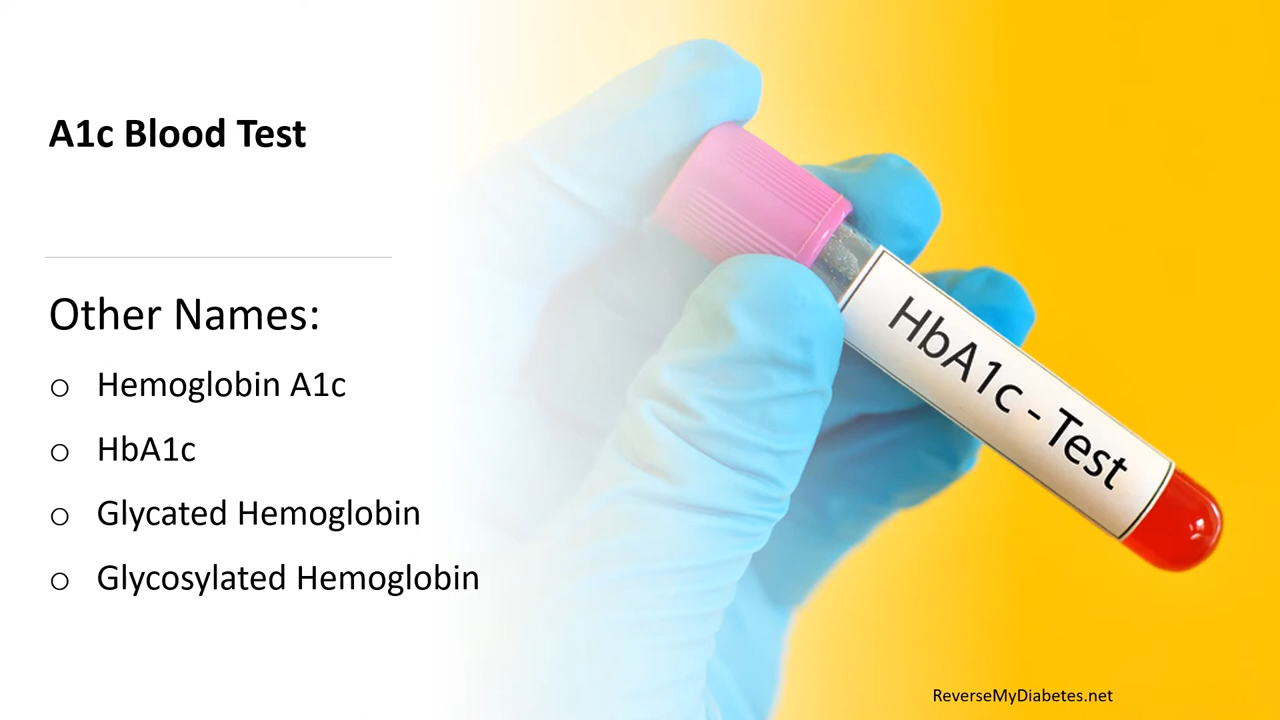 A1c Blood Test
Other Names:
o Hemoglobin A1c
o HbA1c
o Glycated Hemoglobin
o Glycosylated Hemoglobin
HbA1c - Test
ReverseMyDiabetes.net